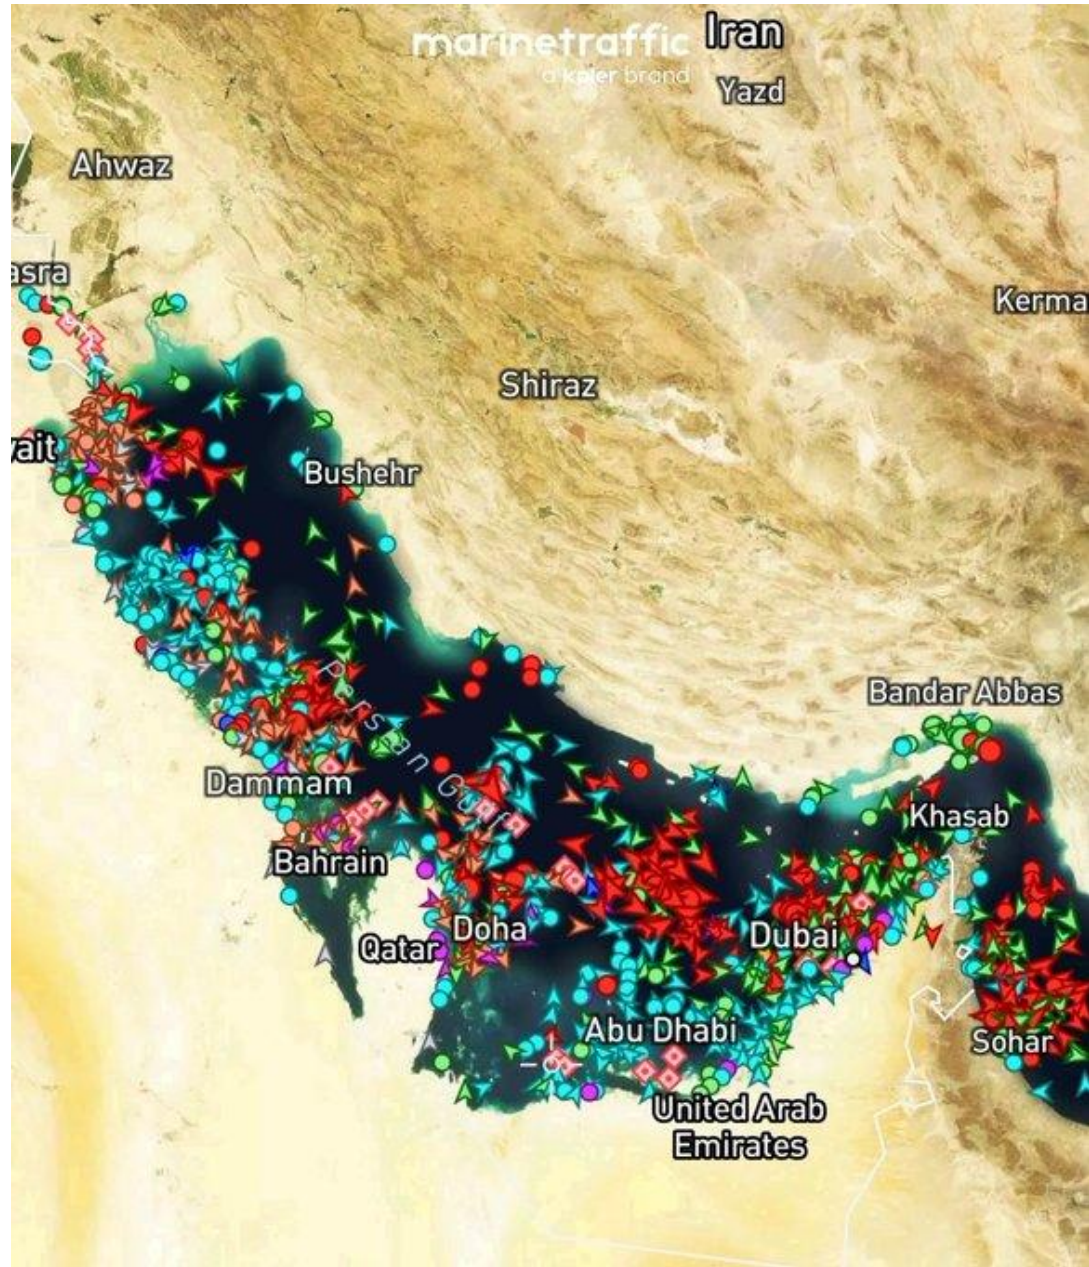 marinetraffic
a kpler brand
Iran
Yazd
Ahwaz
asra
Kerma
Shiraz
vait
Bushehr
Persian Gulf
Bandar Abbas
Dammam
Khasab
Bahrain
Doha
Dubai
Qatar
Abu Dhabi
Sohar
United Arab
Emirates